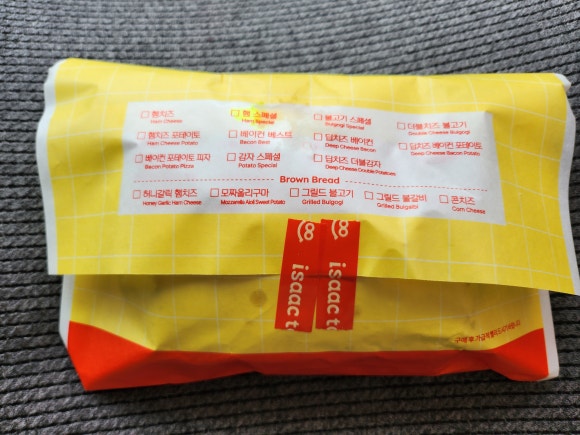 햄치즈
Ham Cheese
햄 스페셜
Ham Special
불고기 스페셜
Bulgogi Special
더블치즈 불고기
Double Cheese Bulgogi
햄치즈 포테이토
Ham Cheese Potato
베이컨 베스트
Bacon Best
딥치즈 베이컨
Deep Cheese Bacon
딥치즈 베이컨 포테이토
Deep Cheese Bacon Potato
베이컨 포테이토 피자
Bacon Potato Pizza
감자 스페셜
Potato Special
딥치즈 더블감자
Deep Cheese Double Potatoes
Brown Bread
허니갈릭 햄치즈
Honey Garlic Ham Cheese
모짜올리구마
Mozzarella Aioli Sweet Potato
그릴드 불고기
Grilled Bulgogi
그릴드 불갈비
Grilled Bulgalbi
콘치즈
Corn Cheese
isaac to
isaac to